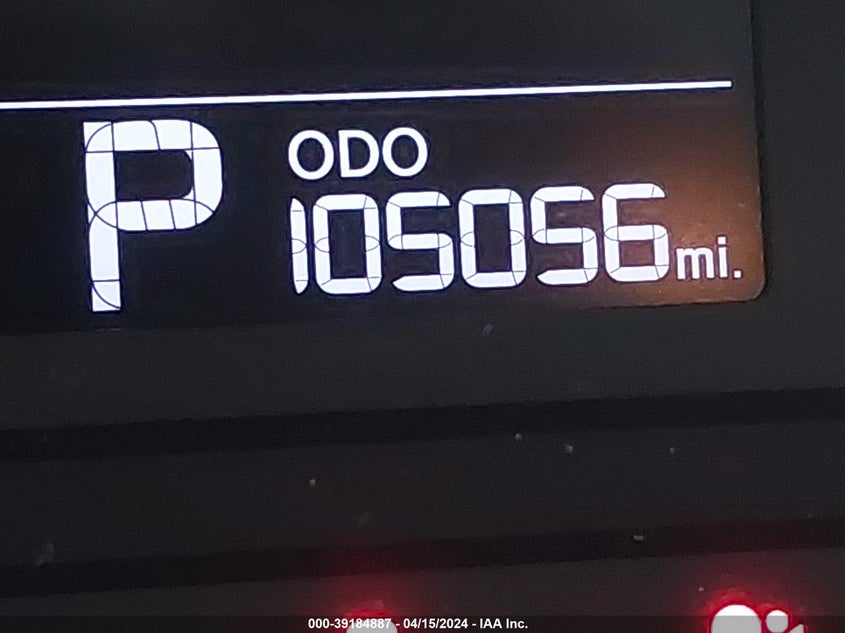 P
ODO
105056 mi.
000-39184887 - 04/15/2024 - IAA Inc.